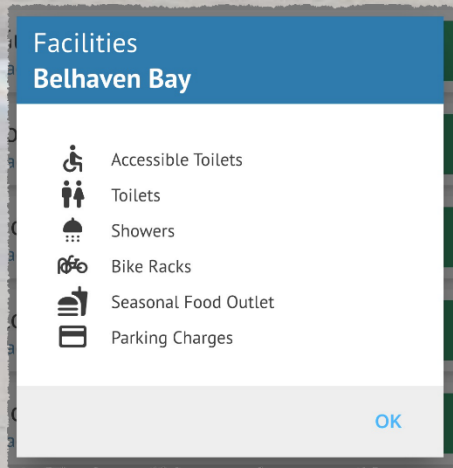 Facilities
Belhaven Bay
Accessible Toilets
Toilets
Showers
Bike Racks
Seasonal Food Outlet
Parking Charges
OK